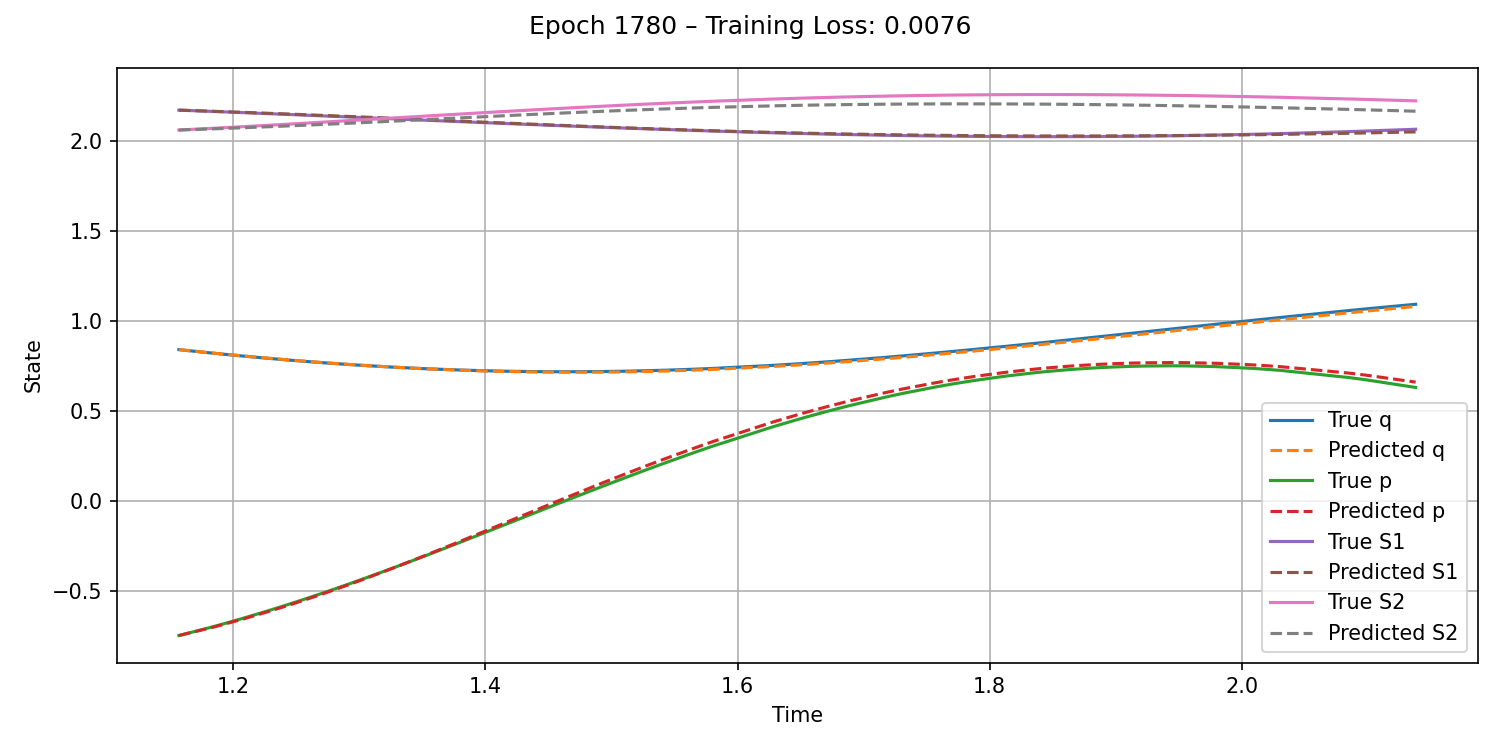 Epoch 1780 – Training Loss: 0.0076
2.0
1.5
1.0
0.5
0.0
−0.5
State
1.2 1.4 1.6 1.8 2.0
Time
True q
Predicted q
True p
Predicted p
True S1
Predicted S1
True S2
Predicted S2